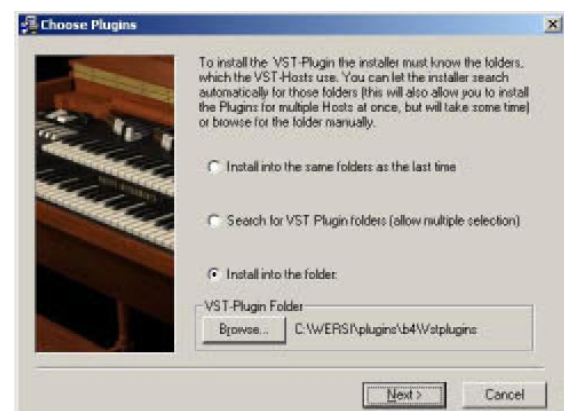 Choose Plugins
To install the VST-Plugin the installer must know the folders,
which the VST-Hosts use. You can let the installer search
automatically for those folders (this will also allow you to install
the Plugins for multiple Hosts at once, but will take some time)
or browse for the folder manually.
Install into the same folders as the last time
Search for VST Plugin folders (allow multiple selection)
Install into the folder:
VST-Plugin Folder
Browse... C:\WERSI\plugins\b4\Vstplugins
Next > Cancel